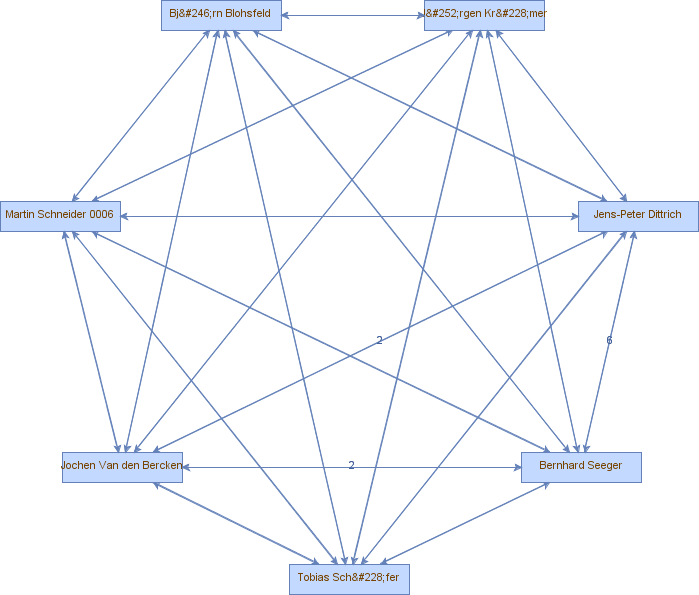 Bj&#246;rn Blohsfeld
J&#252;rgen Kr&#228;mer
Martin Schneider 0006
Jens-Peter Dittrich
2
6
Jochen Van den Bercken
2
Bernhard Seeger
Tobias Sch&#228;fer